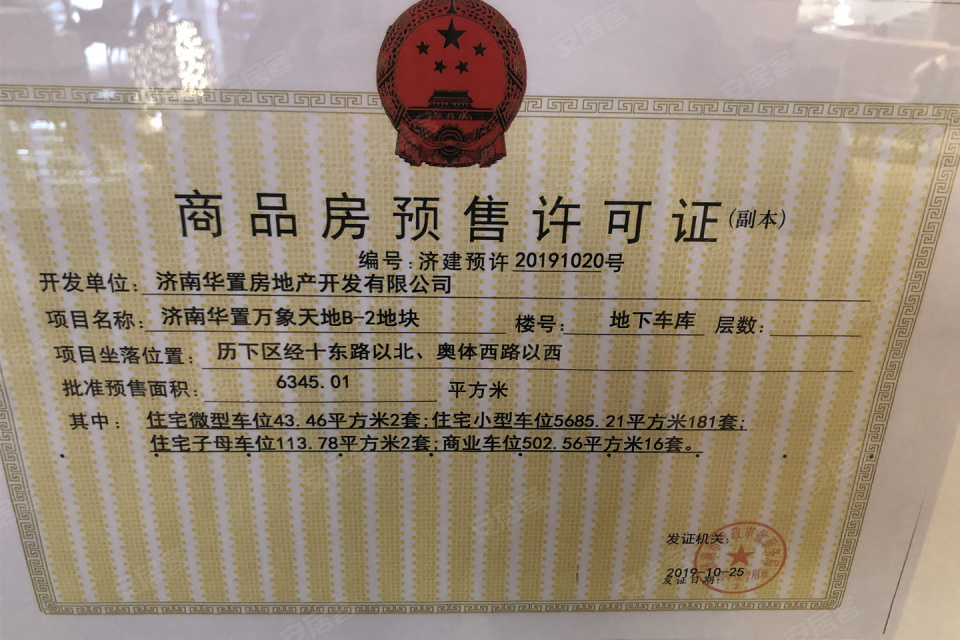 商品房预售许可证(副本)
编号:济建预许20191020号
开发单位:济南华置房地产开发有限公司
项目名称:济南华置万象天地B-2地块 楼号:地下车库 层数:
项目坐落位置:历下区经十东路以北、奥体西路以西
批准预售面积:6345.01 平方米
其中:住宅微型车位43.46平方米2套;住宅小型车位5685.21平方米181套;
住宅子母车位113.78平方米2套;商业车位502.56平方米16套。
发证机关:
2019-10-25
发证日期:
安居客